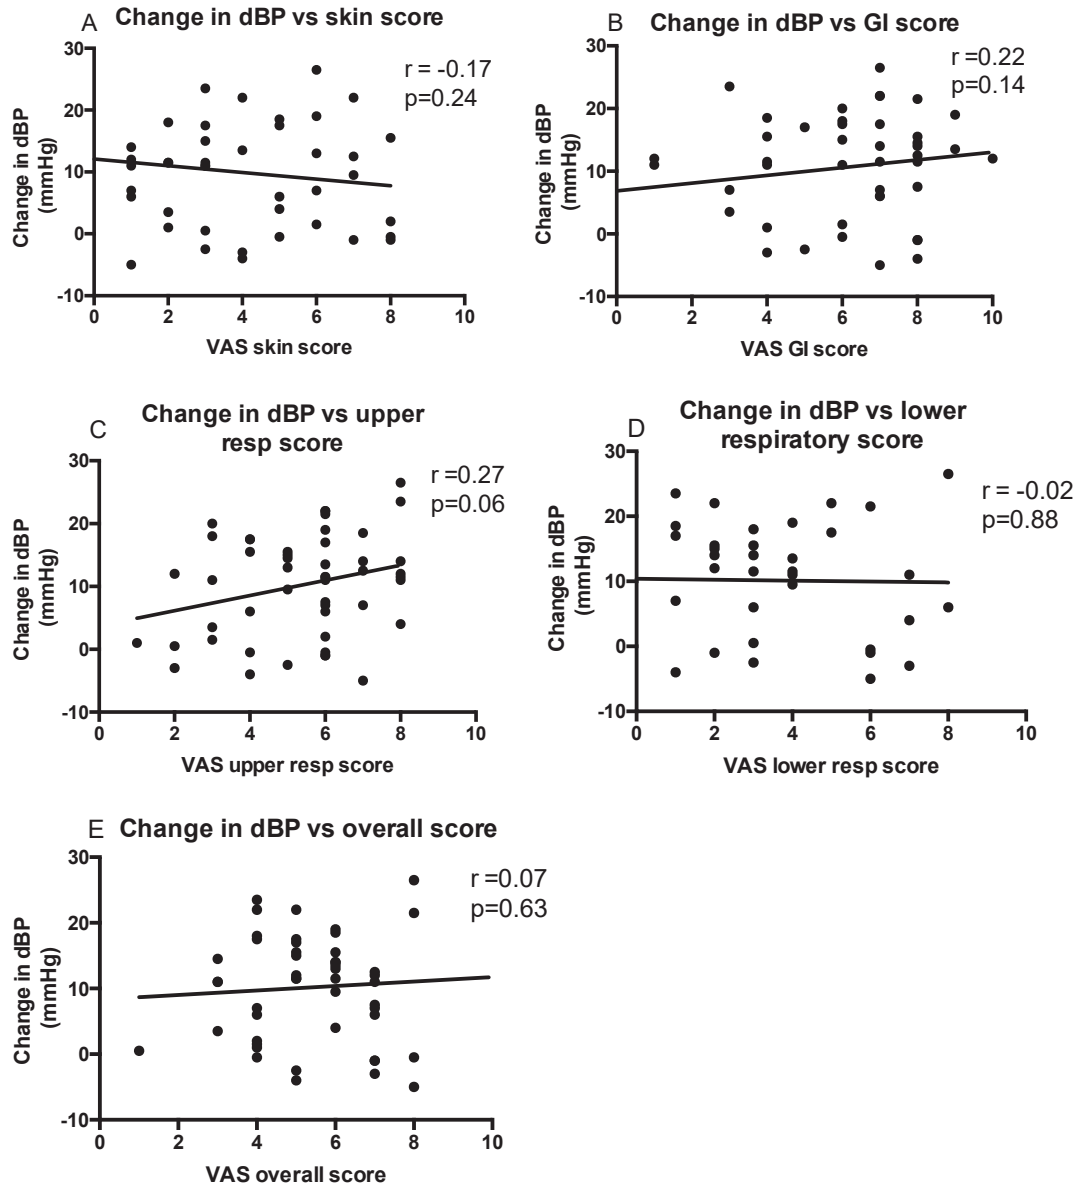 A Change in dBP vs skin score
r = -0.17
p=0.24
Change in dBP
(mmHg)
30
20
10
0
-10
0 2 4 6 8 10
VAS skin score
B Change in dBP vs GI score
r =0.22
p=0.14
Change in dBP
(mmHg)
30
20
10
0
-10
0 2 4 6 8 10
VAS GI score
C Change in dBP vs upper
resp score
r =0.27
p=0.06
Change in dBP
(mmHg)
30
20
10
0
-10
0 2 4 6 8 10
VAS upper resp score
D Change in dBP vs lower
respiratory score
r = -0.02
p=0.88
Change in dBP
(mmHg)
30
20
10
0
-10
0 2 4 6 8 10
VAS lower resp score
E Change in dBP vs overall score
r =0.07
p=0.63
Change in dBP
(mmHg)
30
20
10
0
-10
0 2 4 6 8 10
VAS overall score